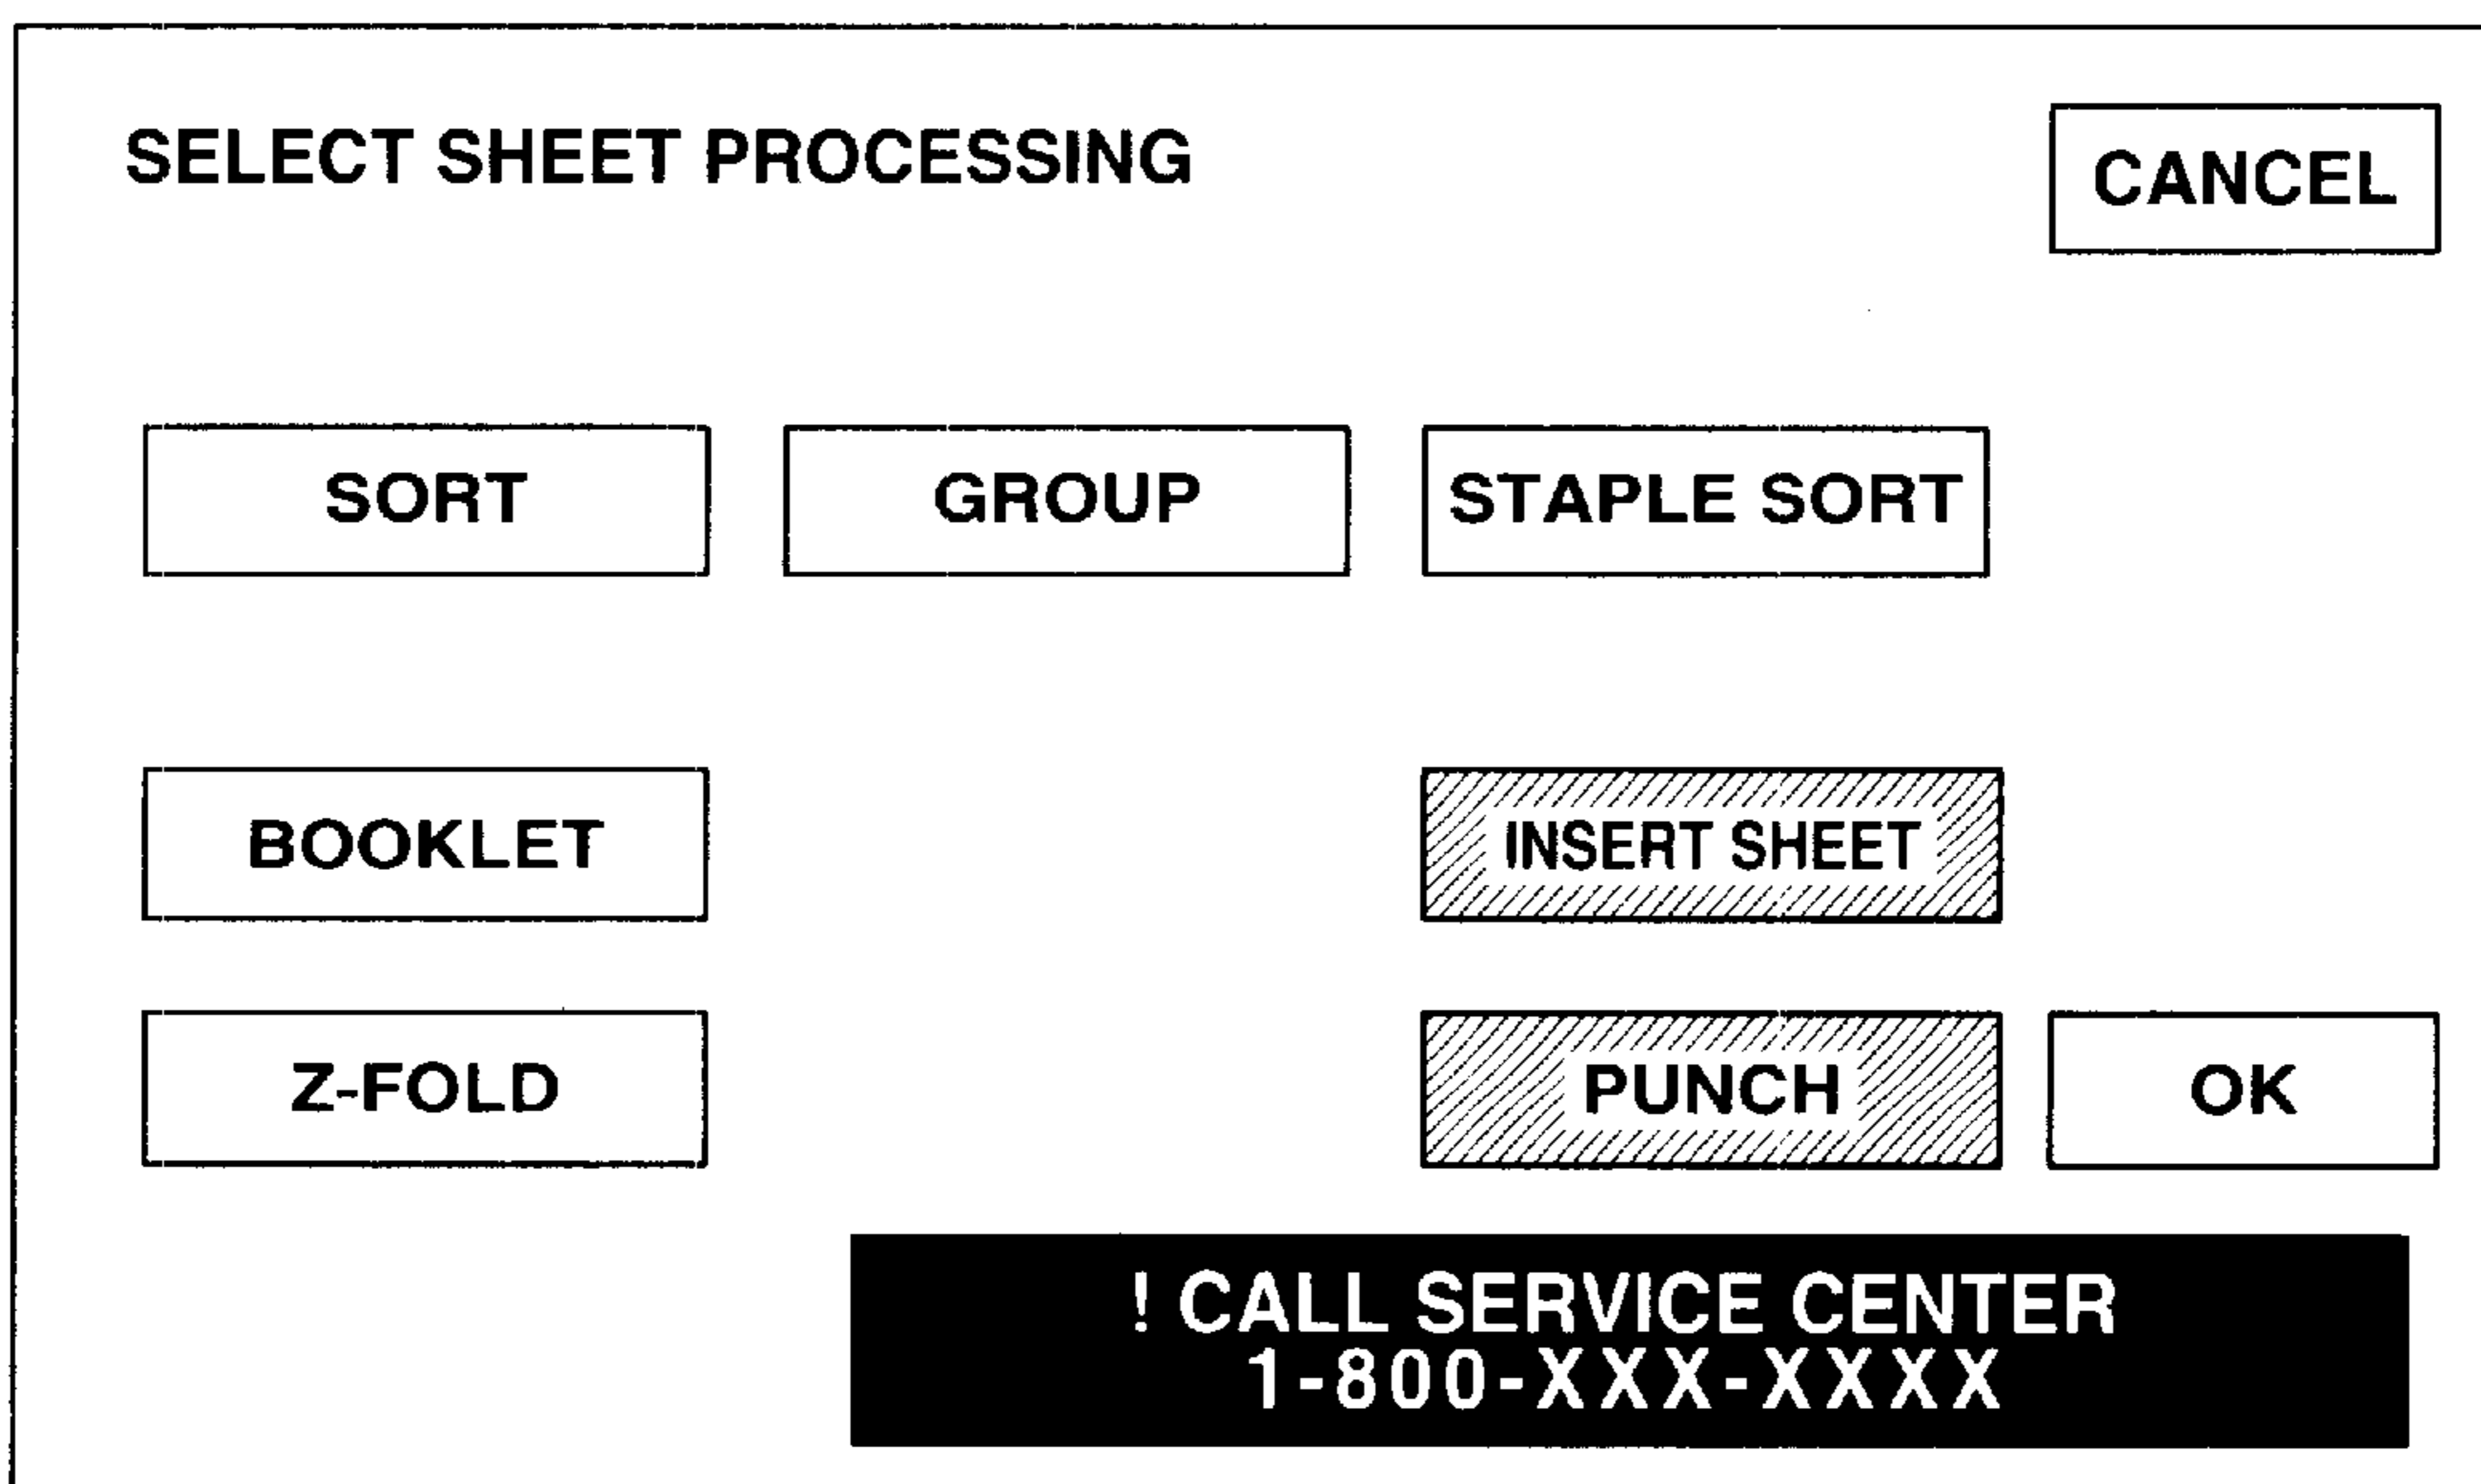 SELECT SHEET PROCESSING
CANCEL
SORT
GROUP
STAPLE SORT
BOOKLET
INSERT SHEET
Z-FOLD
PUNCH
OK
! CALL SERVICE CENTER
1-800-XXX-XXXX